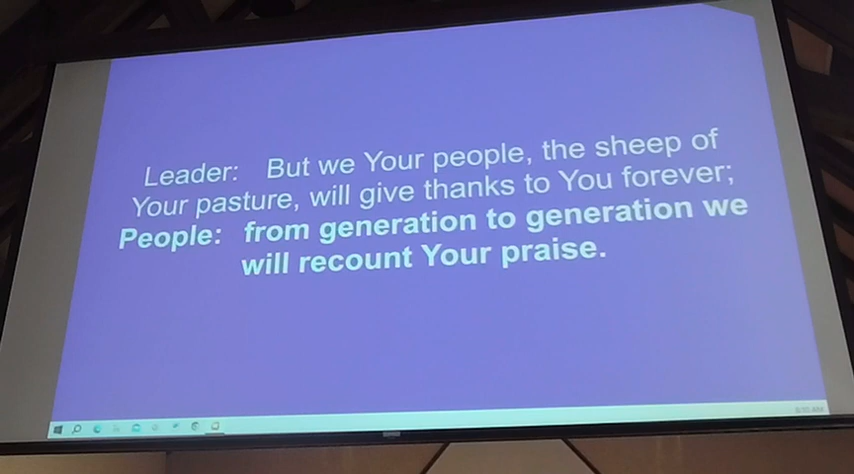 Leader: But we Your people, the sheep of
Your pasture, will give thanks to You forever;
People: from generation to generation we
will recount Your praise.